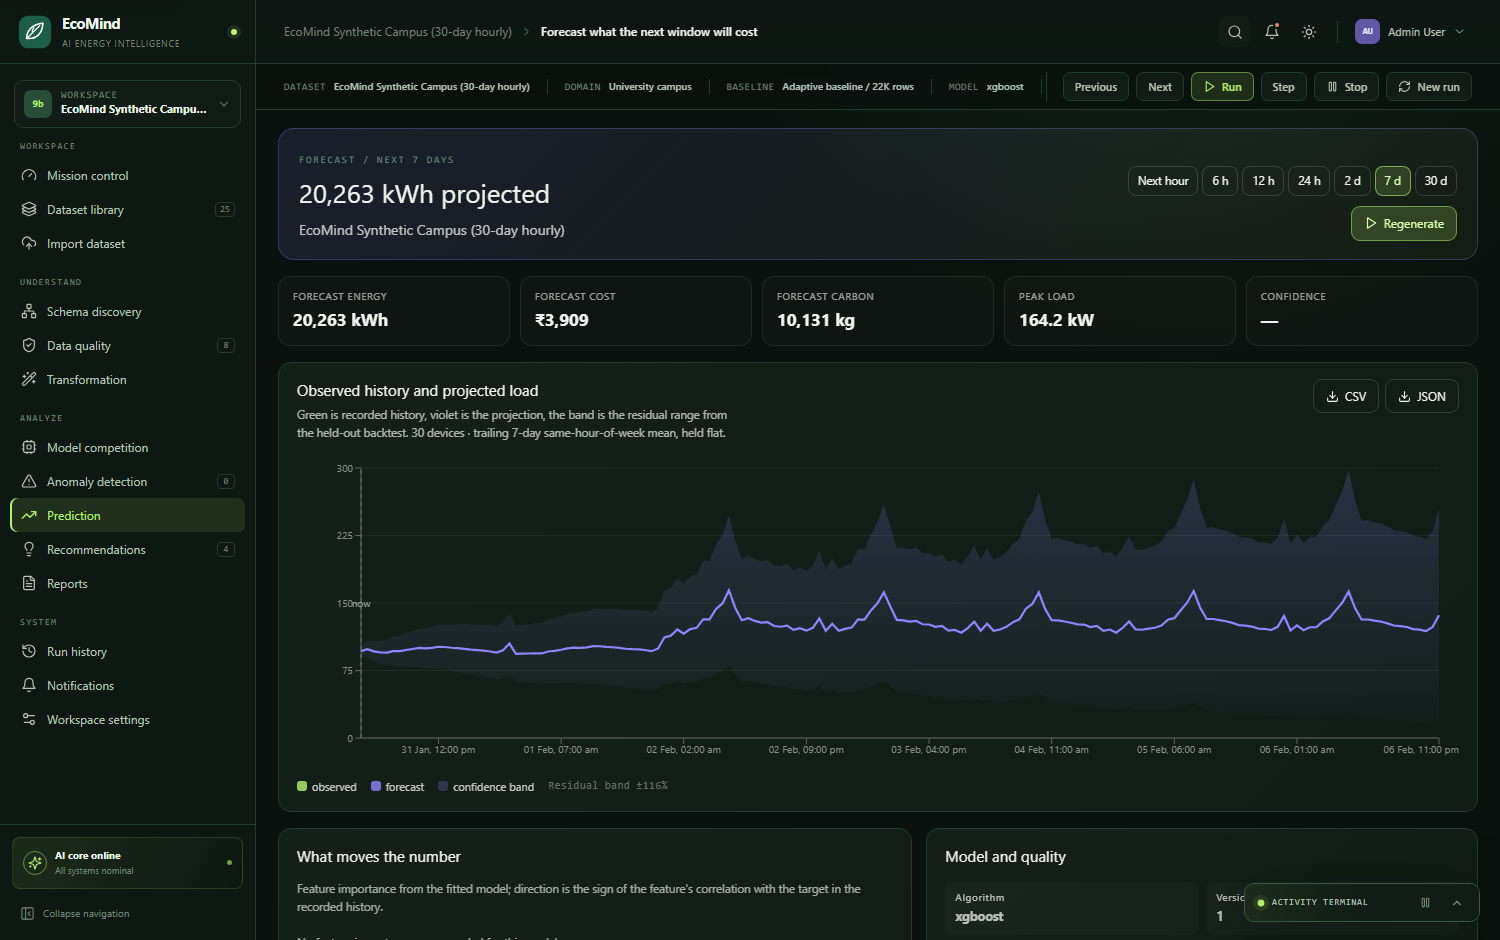 EcoMind
AI ENERGY INTELLIGENCE
EcoMind Synthetic Campus (30-day hourly) > Forecast what the next window will cost
AU Admin User
9b WORKSPACE
EcoMind Synthetic Campu...
DATASET EcoMind Synthetic Campus (30-day hourly) DOMAIN University campus BASELINE Adaptive baseline / 22K rows MODEL xgboost
Previous Next Run Step Stop New run
WORKSPACE
Mission control
Dataset library 25
Import dataset
UNDERSTAND
Schema discovery
Data quality 8
Transformation
ANALYZE
Model competition
Anomaly detection 0
Prediction
Recommendations 4
Reports
SYSTEM
Run history
Notifications
Workspace settings
AI core online
All systems nominal
Collapse navigation
FORECAST / NEXT 7 DAYS
20,263 kWh projected
EcoMind Synthetic Campus (30-day hourly)
Next hour 6 h 12 h 24 h 2 d 7 d 30 d
Regenerate
FORECAST ENERGY
20,263 kWh
FORECAST COST
₹3,909
FORECAST CARBON
10,131 kg
PEAK LOAD
164.2 kW
CONFIDENCE
—
Observed history and projected load
Green is recorded history, violet is the projection, the band is the residual range from
the held-out backtest. 30 devices · trailing 7-day same-hour-of-week mean, held flat.
CSV JSON
300
225
150
now
75
0
31 Jan, 12:00 pm 01 Feb, 07:00 am 02 Feb, 02:00 am 02 Feb, 09:00 pm 03 Feb, 04:00 pm 04 Feb, 11:00 am 05 Feb, 06:00 am 06 Feb, 01:00 am 06 Feb, 11:00 pm
observed forecast confidence band Residual band ±116%
What moves the number
Feature importance from the fitted model; direction is the sign of the feature's correlation with the target in the
recorded history.
Model and quality
Algorithm
xgboost
1
ACTIVITY TERMINAL